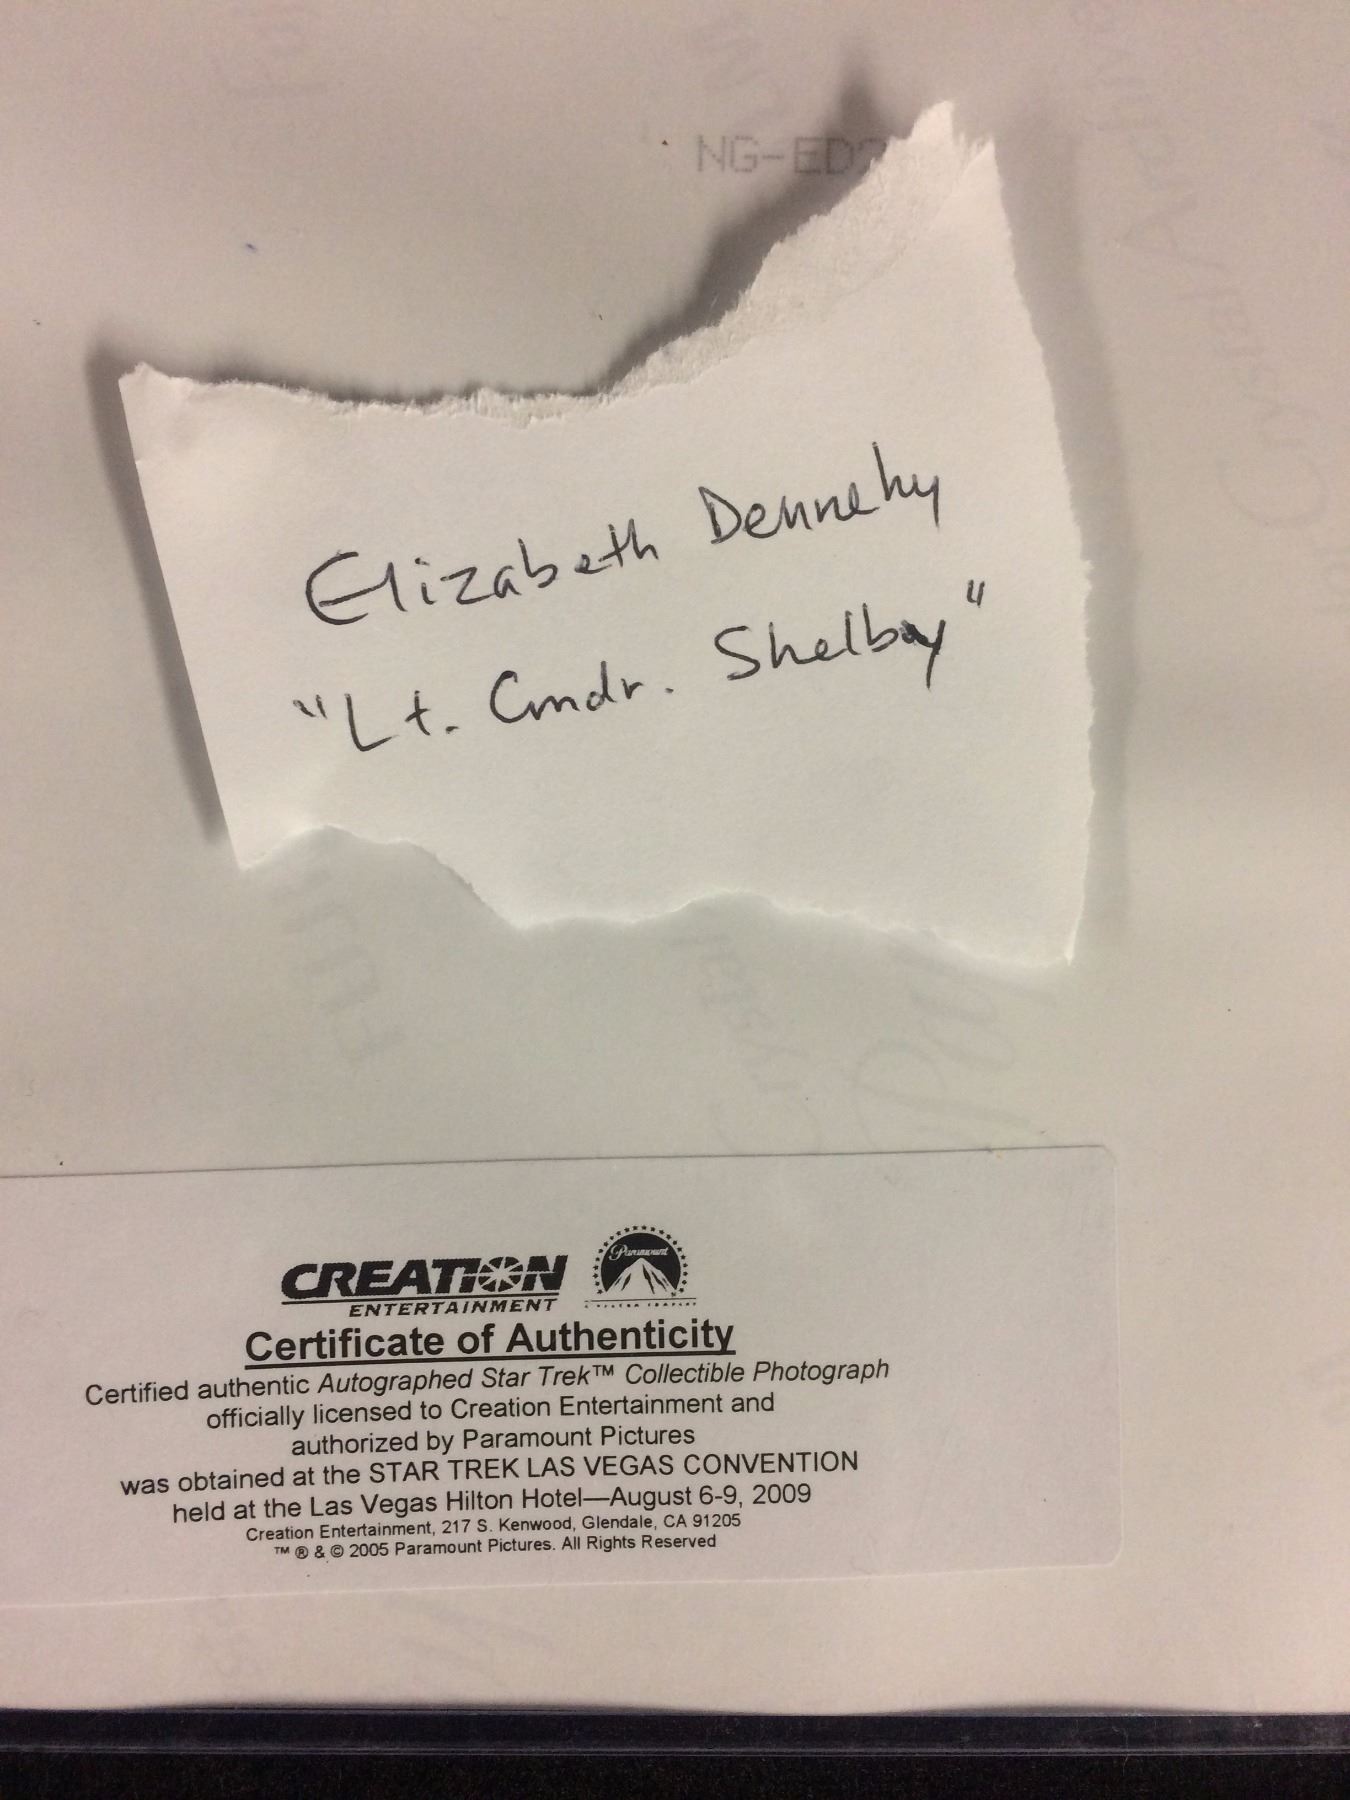 NG-ED
Elizabeth Dennehy
"Lt. Cmdr. Shelby"
CREATION
ENTERTAINMENT
Paramount
Certificate of Authenticity
Certified authentic Autographed Star Trek™ Collectible Photograph
officially licensed to Creation Entertainment and
authorized by Paramount Pictures
was obtained at the STAR TREK LAS VEGAS CONVENTION
held at the Las Vegas Hilton Hotel—August 6-9, 2009
Creation Entertainment, 217 S. Kenwood, Glendale, CA 91205
™ ® & © 2005 Paramount Pictures. All Rights Reserved